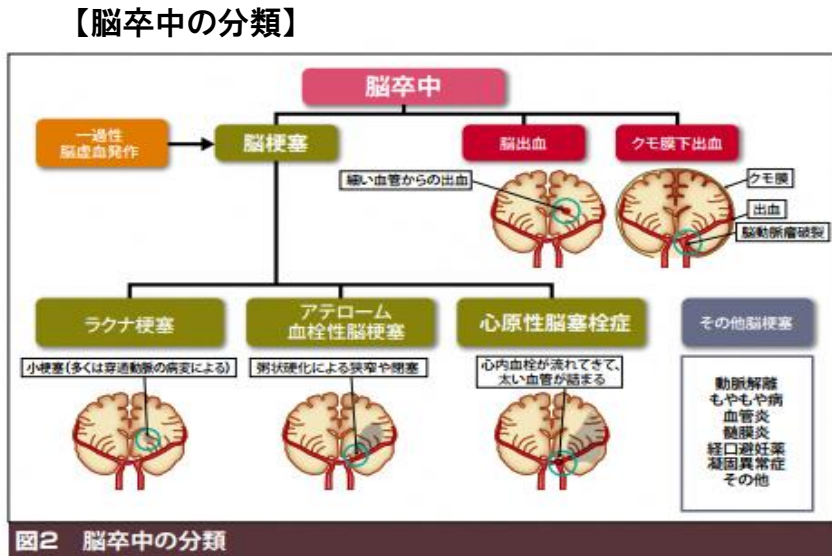 【脳卒中の分類】
脳卒中
一過性
脳虚血発作
脳梗塞
脳出血
クモ膜下出血
細い血管からの出血
クモ膜
出血
脳動脈瘤破裂
ラクナ梗塞
アテローム
血栓性脳梗塞
心原性脳塞栓症
その他脳梗塞
小梗塞(多くは穿通動脈の病変による)
粥状硬化による狭窄や閉塞
心内血栓が流れてきて、
太い血管が詰まる
動脈解離
もやもや病
血管炎
髄膜炎
経口避妊薬
凝固異常症
その他
図2 脳卒中の分類